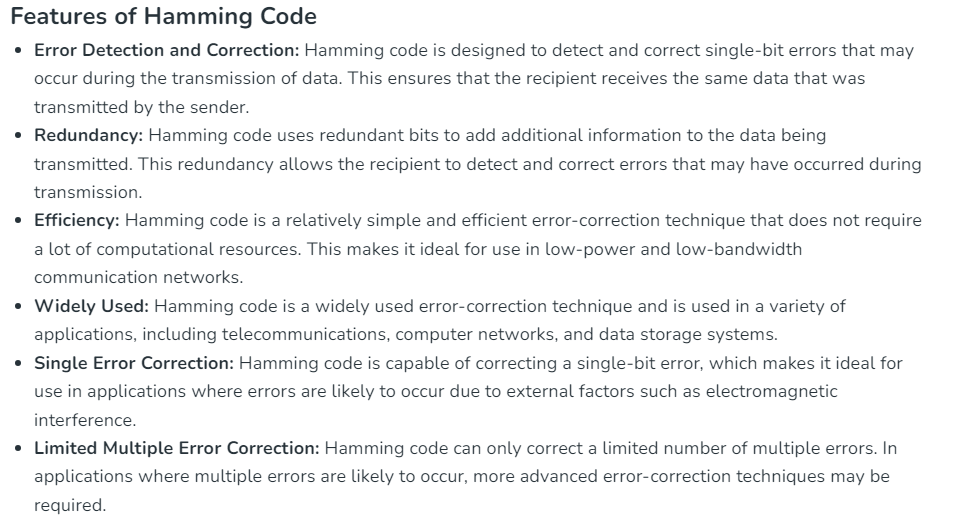 Features of Hamming Code
• Error Detection and Correction: Hamming code is designed to detect and correct single-bit errors that may
occur during the transmission of data. This ensures that the recipient receives the same data that was
transmitted by the sender.
• Redundancy: Hamming code uses redundant bits to add additional information to the data being
transmitted. This redundancy allows the recipient to detect and correct errors that may have occurred during
transmission.
• Efficiency: Hamming code is a relatively simple and efficient error-correction technique that does not require
a lot of computational resources. This makes it ideal for use in low-power and low-bandwidth
communication networks.
• Widely Used: Hamming code is a widely used error-correction technique and is used in a variety of
applications, including telecommunications, computer networks, and data storage systems.
• Single Error Correction: Hamming code is capable of correcting a single-bit error, which makes it ideal for
use in applications where errors are likely to occur due to external factors such as electromagnetic
interference.
• Limited Multiple Error Correction: Hamming code can only correct a limited number of multiple errors. In
applications where multiple errors are likely to occur, more advanced error-correction techniques may be
required.